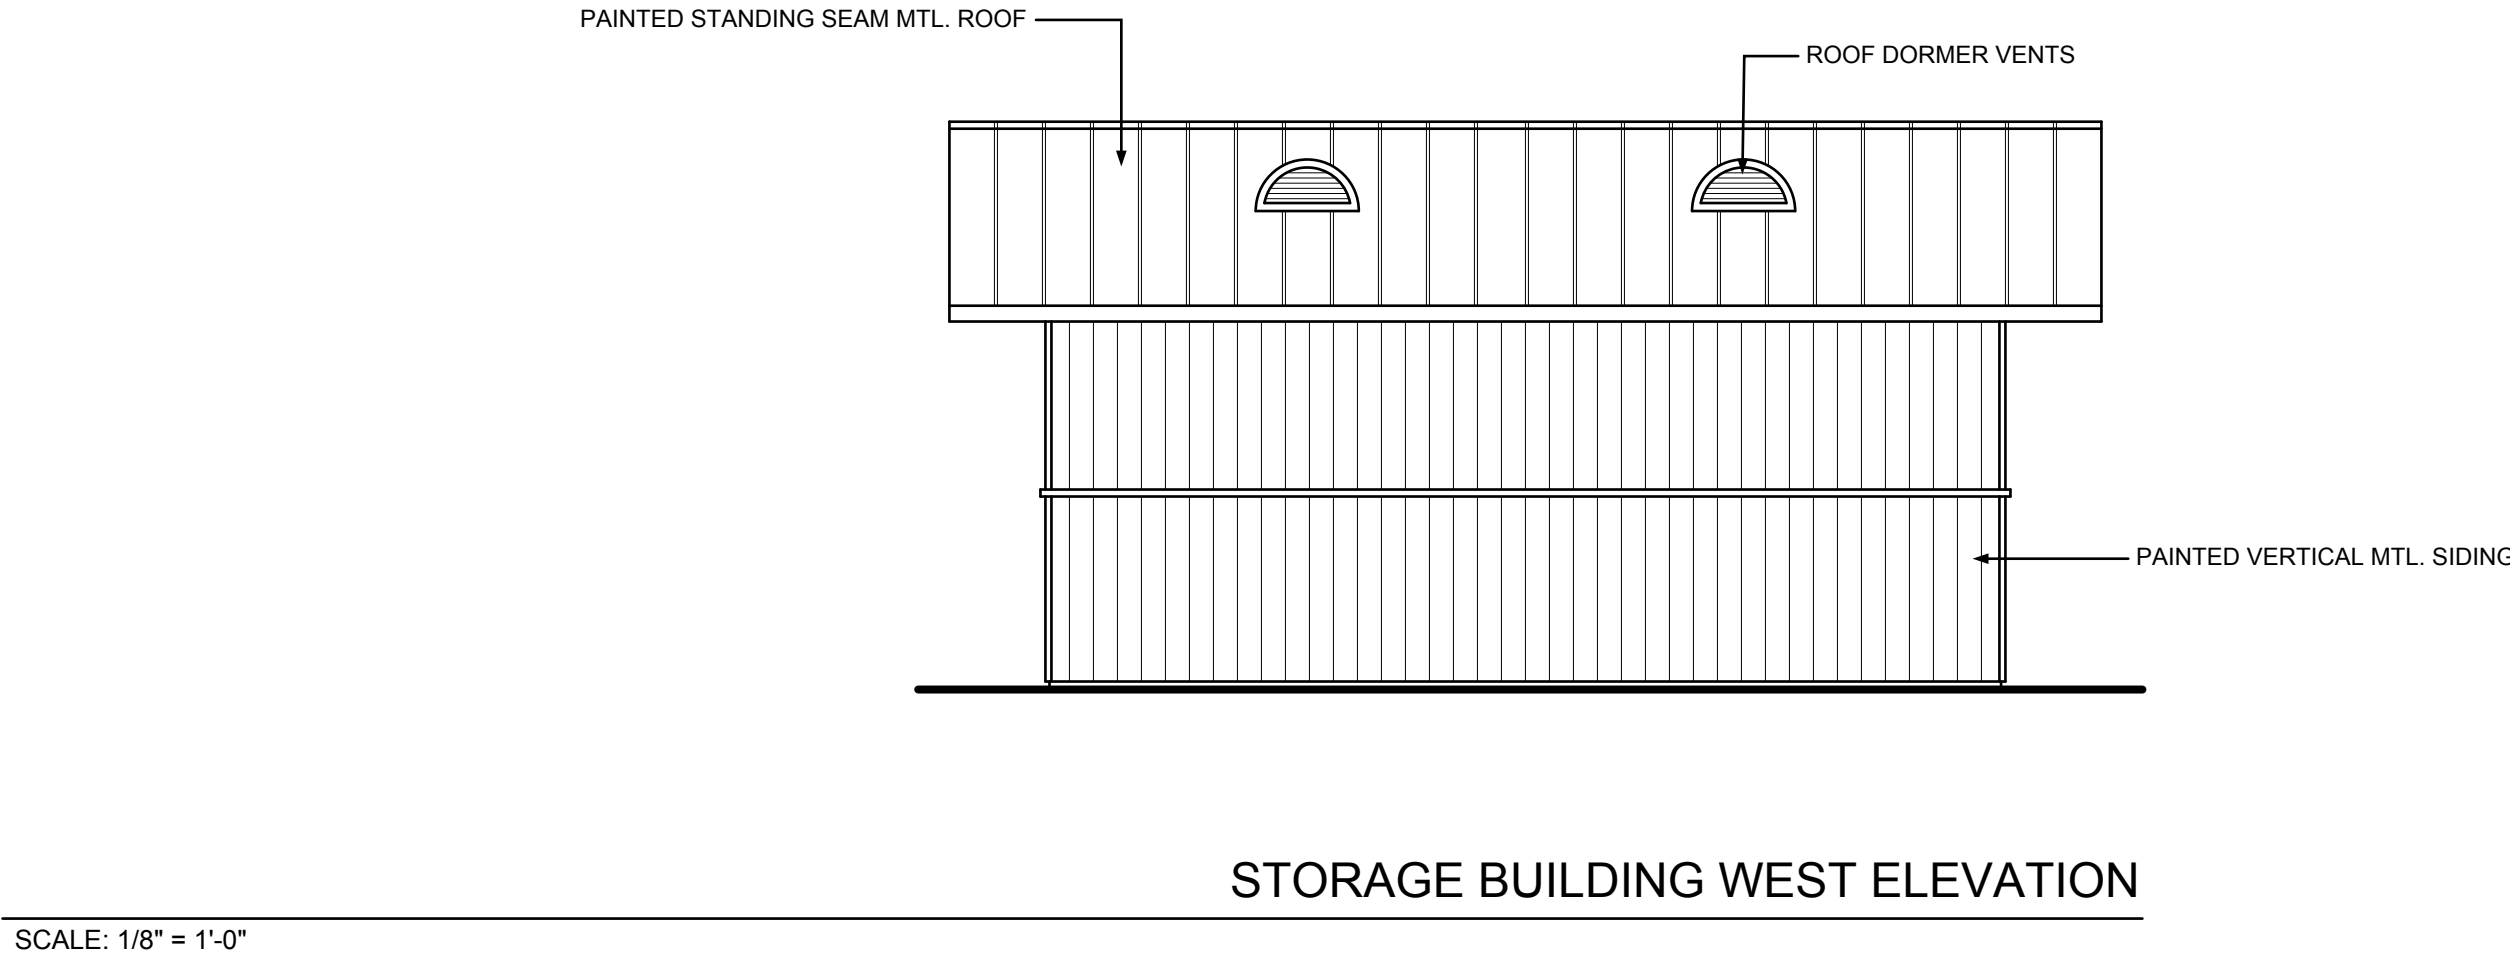 PAINTED STANDING SEAM MTL. ROOF
ROOF DORMER VENTS
PAINTED VERTICAL MTL. SIDING
STORAGE BUILDING WEST ELEVATION
SCALE: 1/8" = 1'-0"